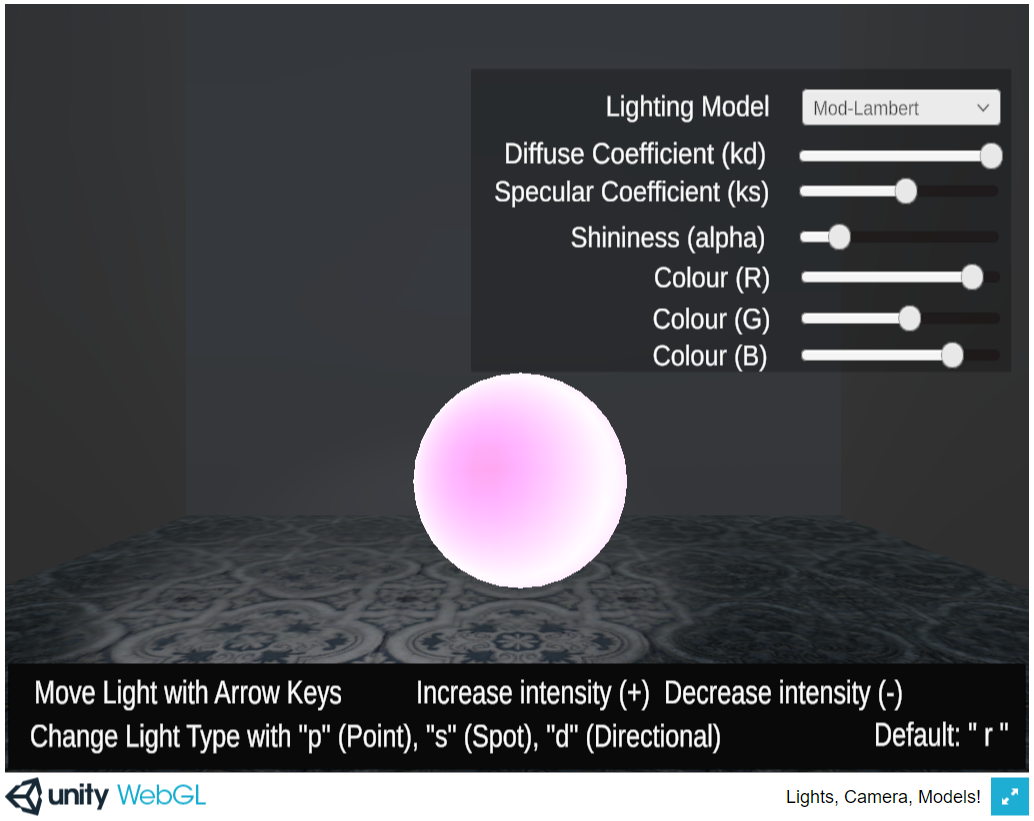 Lighting Model Mod-Lambert
Diffuse Coefficient (kd)
Specular Coefficient (ks)
Shininess (alpha)
Colour (R)
Colour (G)
Colour (B)
Move Light with Arrow Keys Increase intensity (+) Decrease intensity (-)
Change Light Type with "p" (Point), "s" (Spot), "d" (Directional) Default: " r "
unity WebGL Lights, Camera, Models!